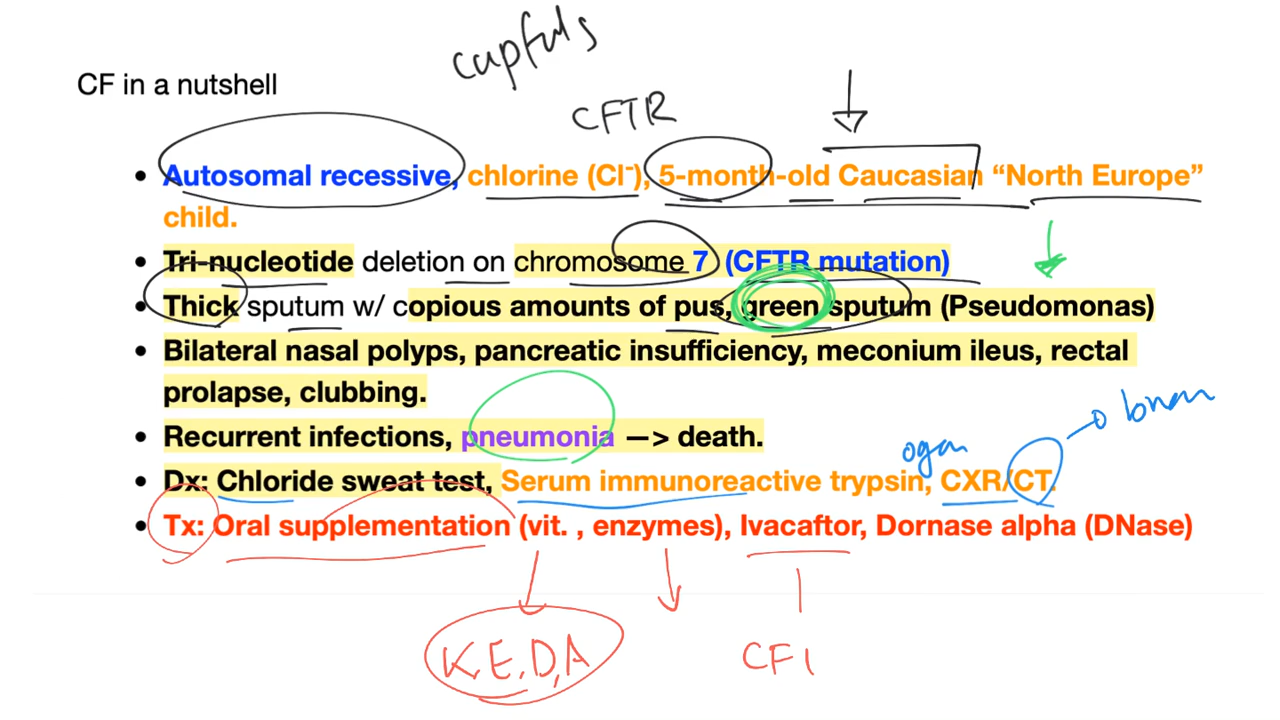 cupfuls
CF in a nutshell
CFTR
• Autosomal recessive, chlorine (Cl⁻), 5-month-old Caucasian “North Europe”
child.
• Tri-nucleotide deletion on chromosome 7 (CFTR mutation)
• Thick sputum w/ copious amounts of pus, green sputum (Pseudomonas)
• Bilateral nasal polyps, pancreatic insufficiency, meconium ileus, rectal
prolapse, clubbing.
• Recurrent infections, pneumonia —> death.
• Dx: Chloride sweat test, Serum immunoreactive trypsin, CXR/CT.
• Tx: Oral supplementation (vit. , enzymes), Ivacaftor, Dornase alpha (DNase)
K, E, D, A